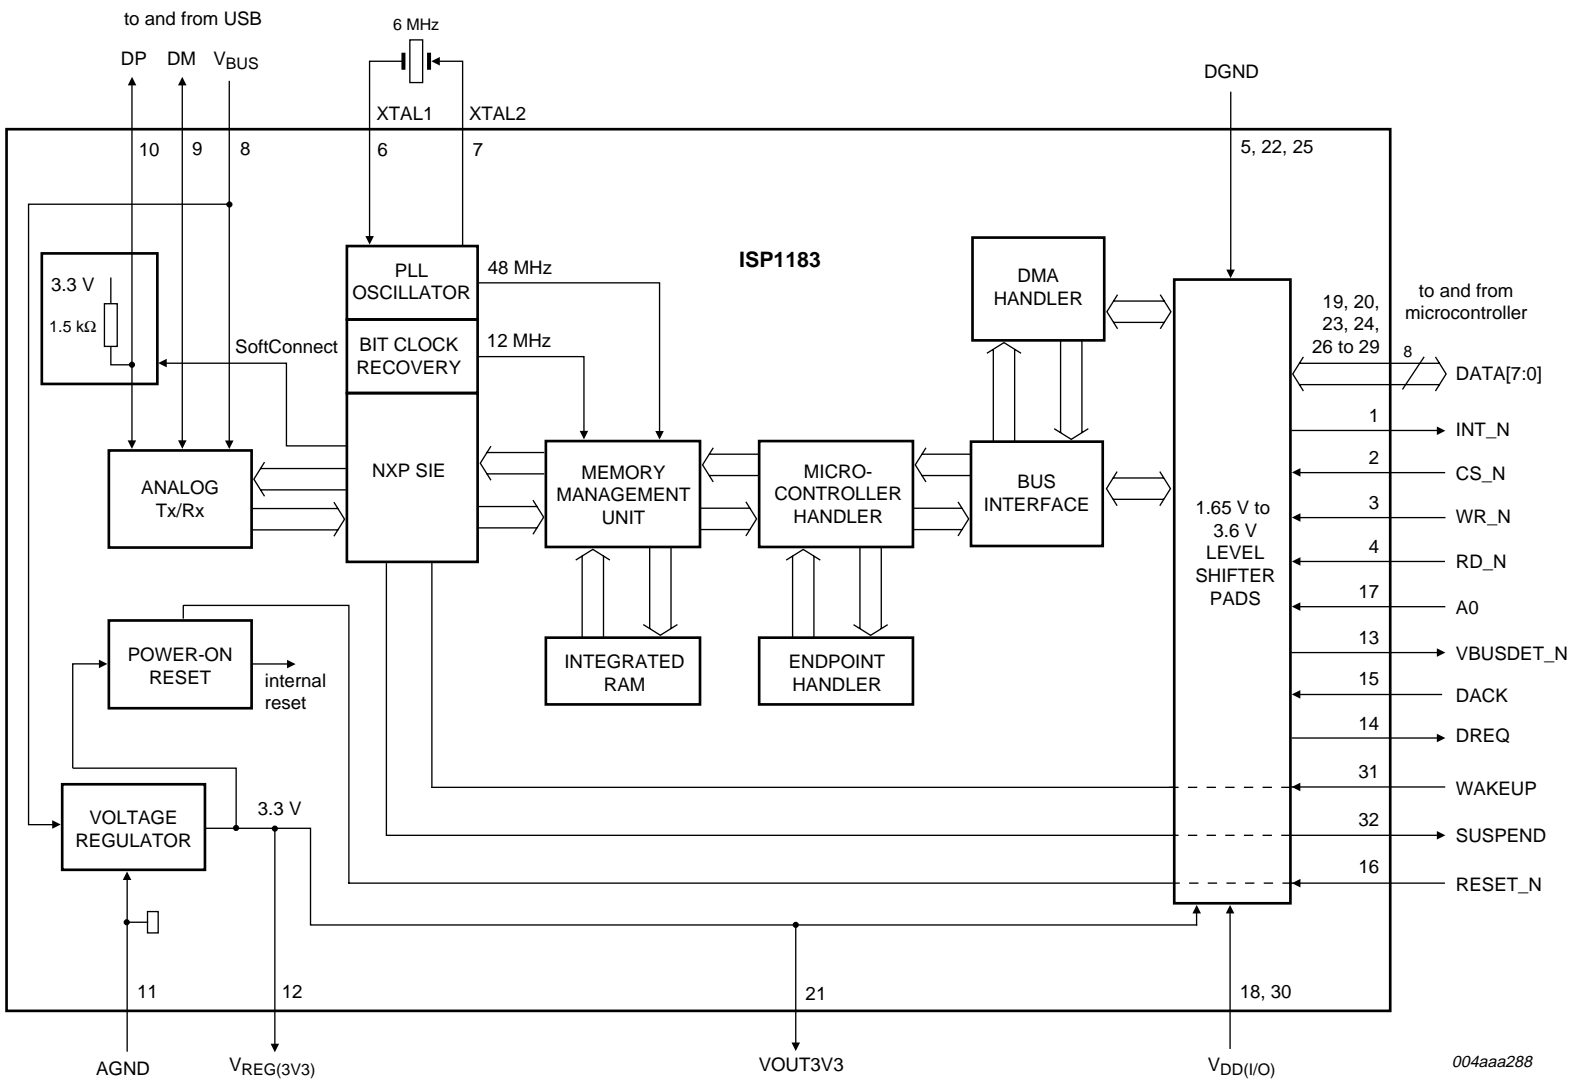 to and from USB
6 MHz
DP
DM
VBUS
DGND
XTAL1
XTAL2
10
9
8
6
7
5, 22, 25
ISP1183
PLL
OSCILLATOR
48 MHz
DMA
HANDLER
3.3 V
1.5 kΩ
SoftConnect
BIT CLOCK
RECOVERY
12 MHz
19, 20,
23, 24,
26 to 29
to and from
microcontroller
8
DATA[7:0]
1
INT_N
ANALOG
Tx/Rx
NXP SIE
MEMORY
MANAGEMENT
UNIT
MICRO-
CONTROLLER
HANDLER
BUS
INTERFACE
1.65 V to
3.6 V
LEVEL
SHIFTER
PADS
2
CS_N
3
WR_N
4
RD_N
17
A0
13
VBUSDET_N
15
DACK
14
DREQ
31
WAKEUP
32
SUSPEND
16
RESET_N
POWER-ON
RESET
internal
reset
INTEGRATED
RAM
ENDPOINT
HANDLER
VOLTAGE
REGULATOR
3.3 V
11
12
21
18, 30
AGND
VREG(3V3)
VOUT3V3
VDD(I/O)
004aaa288